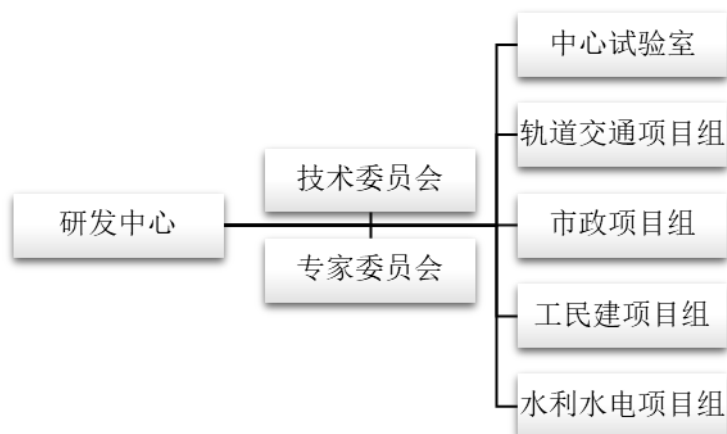 研发中心
技术委员会
专家委员会
中心试验室
轨道交通项目组
市政项目组
工民建项目组
水利水电项目组